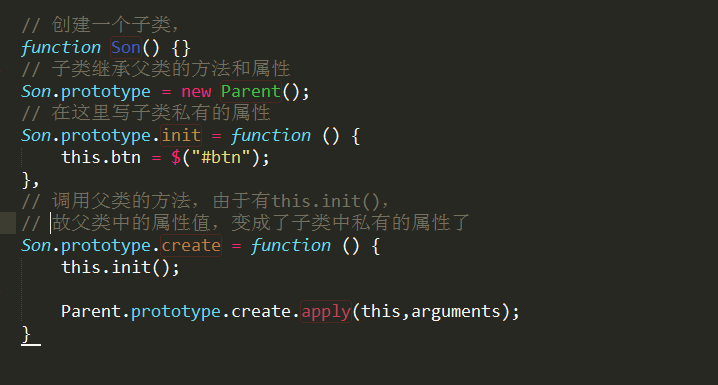 // 创建一个子类，
function Son() {}
// 子类继承父类的方法和属性
Son.prototype = new Parent();
// 在这里写子类私有的属性
Son.prototype.init = function () {
    this.btn = $("#btn");
},
// 调用父类的方法，由于有this.init()，
// 故父类中的属性值，变成了子类中私有的属性了
Son.prototype.create = function () {
    this.init();

    Parent.prototype.create.apply(this,arguments);
}